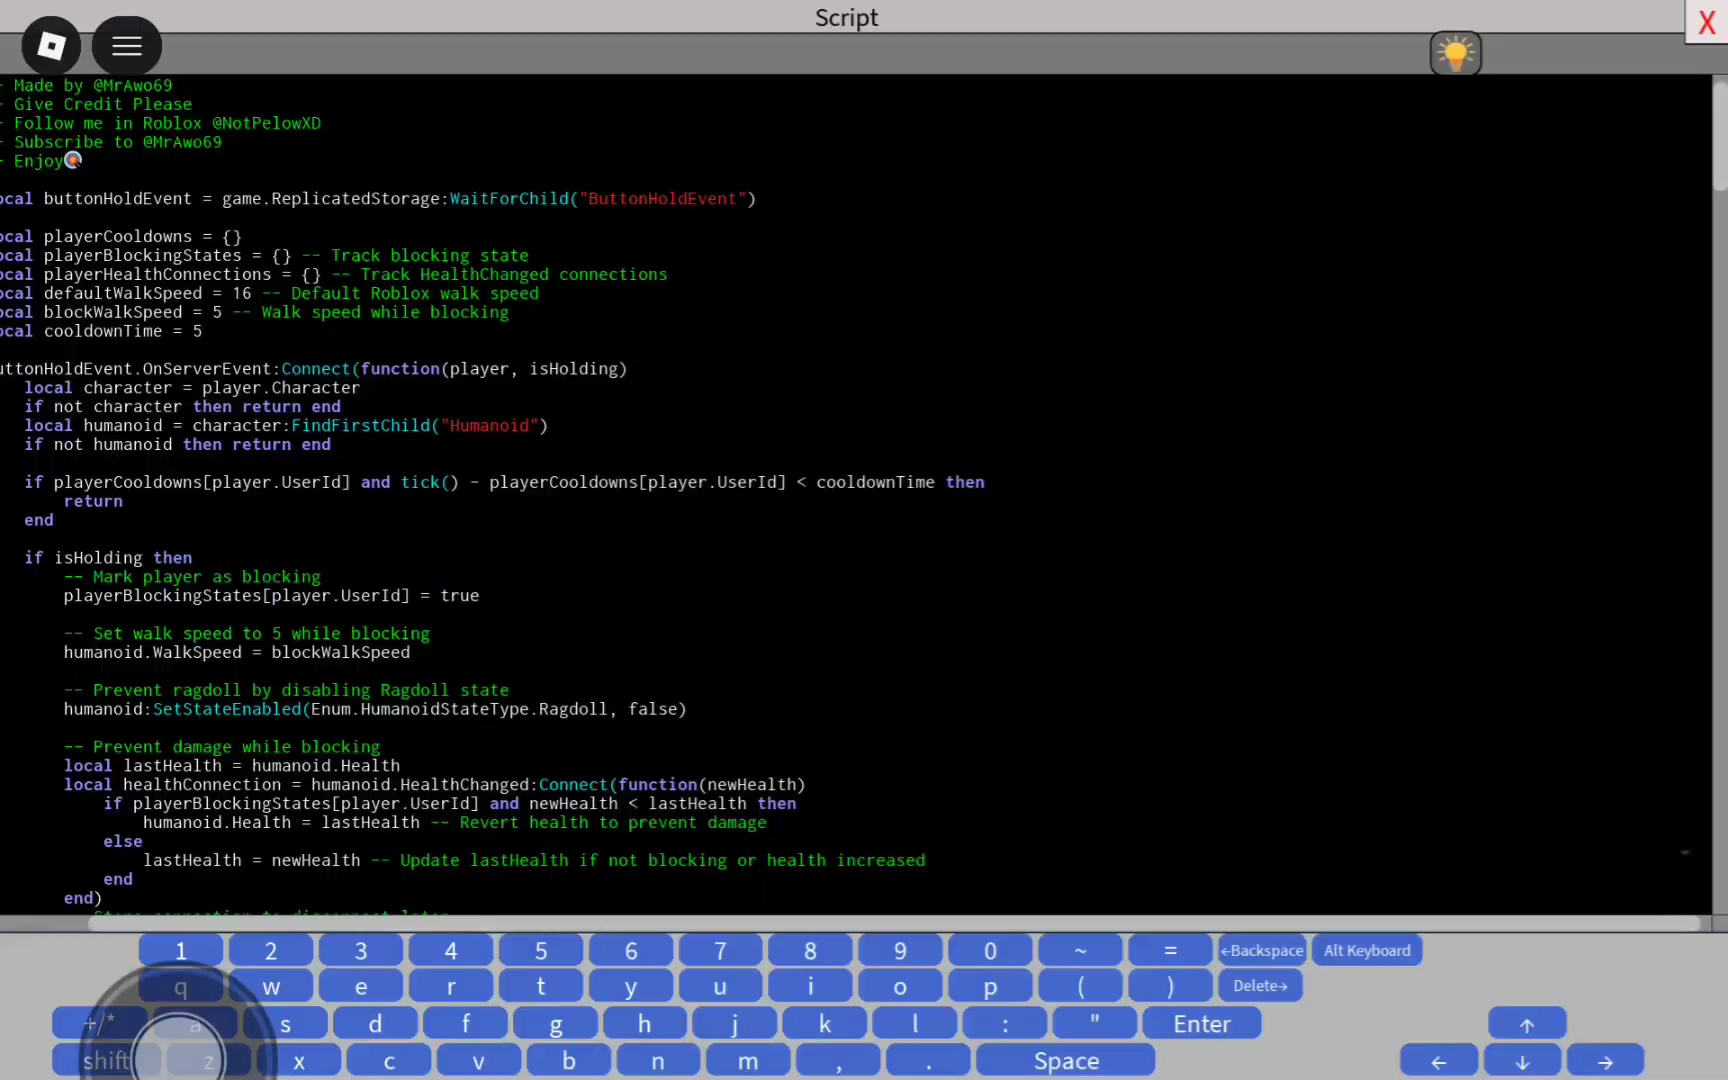 Script
X
- Made by @MrAwo69
- Give Credit Please
- Follow me in Roblox @NotPelowXD
- Subscribe to @MrAwo69
- Enjoy
ocal buttonHoldEvent = game.ReplicatedStorage:WaitForChild("ButtonHoldEvent")
ocal playerCooldowns = {}
ocal playerBlockingStates = {} -- Track blocking state
ocal playerHealthConnections = {} -- Track HealthChanged connections
ocal defaultWalkSpeed = 16 -- Default Roblox walk speed
ocal blockWalkSpeed = 5 -- Walk speed while blocking
ocal cooldownTime = 5
uttonHoldEvent.OnServerEvent:Connect(function(player, isHolding)
local character = player.Character
if not character then return end
local humanoid = character:FindFirstChild("Humanoid")
if not humanoid then return end
if playerCooldowns[player.UserId] and tick() - playerCooldowns[player.UserId] < cooldownTime then
return
end
if isHolding then
-- Mark player as blocking
playerBlockingStates[player.UserId] = true
-- Set walk speed to 5 while blocking
humanoid.WalkSpeed = blockWalkSpeed
-- Prevent ragdoll by disabling Ragdoll state
humanoid:SetStateEnabled(Enum.HumanoidStateType.Ragdoll, false)
-- Prevent damage while blocking
local lastHealth = humanoid.Health
local healthConnection = humanoid.HealthChanged:Connect(function(newHealth)
if playerBlockingStates[player.UserId] and newHealth < lastHealth then
humanoid.Health = lastHealth -- Revert health to prevent damage
else
lastHealth = newHealth -- Update lastHealth if not blocking or health increased
end
end)
1 2 3 4 5 6 7 8 9 0 ~ = ←Backspace Alt Keyboard
q w e r t y u i o p ( ) Delete→
+/* a s d f g h j k l : " Enter ↑
shift z x c v b n m , . Space ← ↓ →